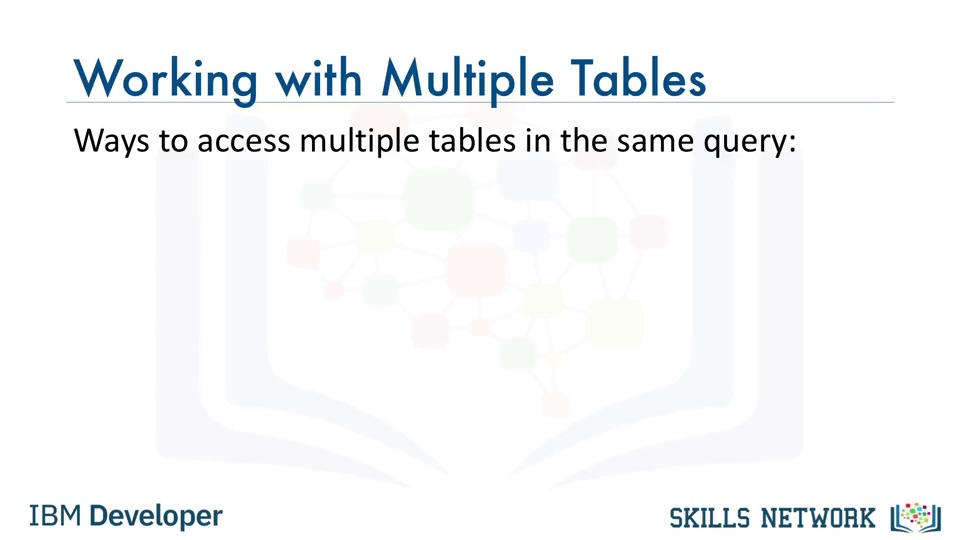 Working with Multiple Tables
Ways to access multiple tables in the same query:
IBM Developer
SKILLS NETWORK